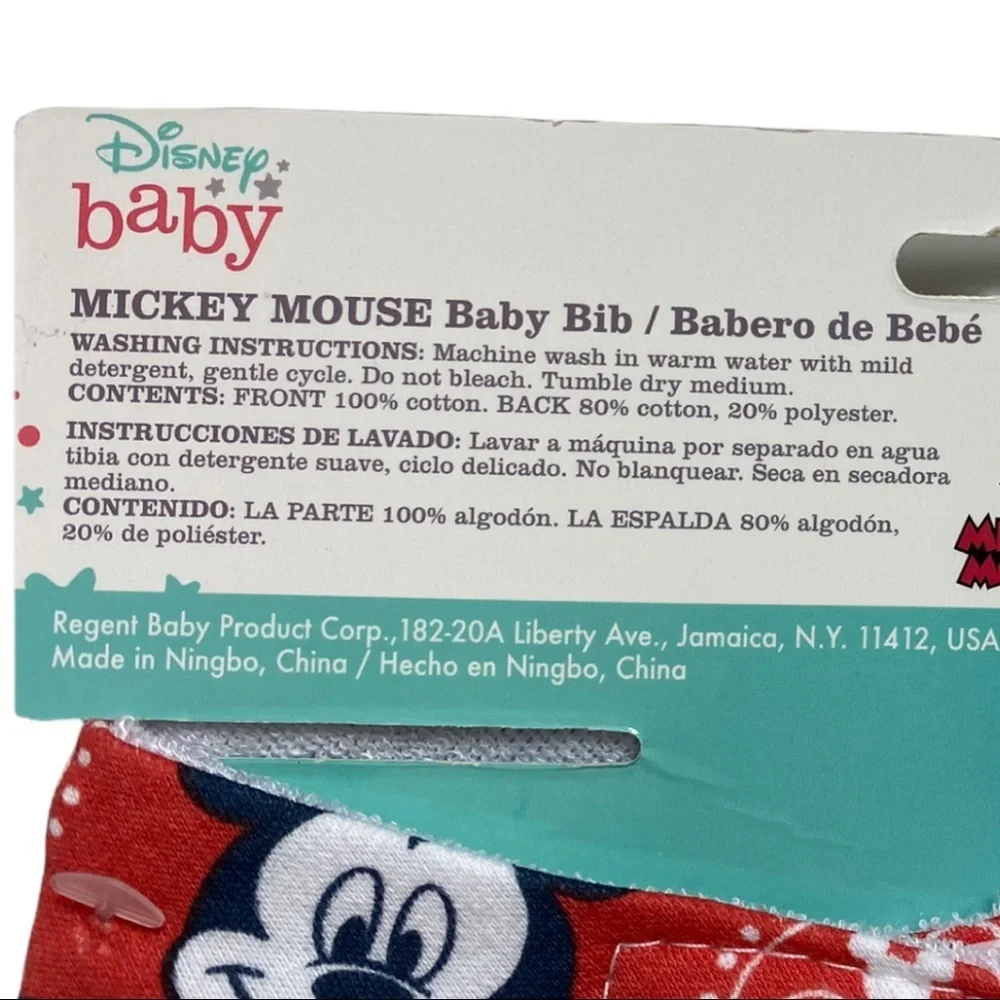 Disney
baby
MICKEY MOUSE Baby Bib / Babero de Bebé
WASHING INSTRUCTIONS: Machine wash in warm water with mild
detergent, gentle cycle. Do not bleach. Tumble dry medium.
CONTENTS: FRONT 100% cotton. BACK 80% cotton, 20% polyester.
INSTRUCCIONES DE LAVADO: Lavar a máquina por separado en agua
tibia con detergente suave, ciclo delicado. No blanquear. Seca en secadora
mediano.
CONTENIDO: LA PARTE 100% algodón. LA ESPALDA 80% algodón,
20% de poliéster.
Regent Baby Product Corp.,182-20A Liberty Ave., Jamaica, N.Y. 11412, USA
Made in Ningbo, China / Hecho en Ningbo, China